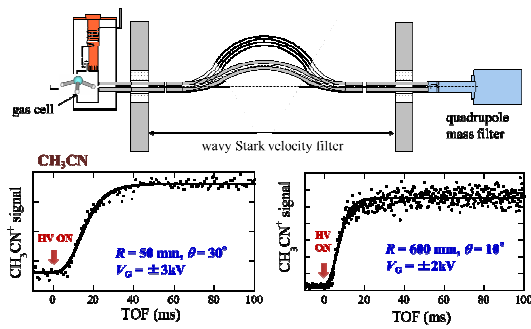 gas cell
quadrupole
mass filter
wavy Stark velocity filter
CH₃CN
CH₃CN⁺ signal
HV ON
R = 50 mm, θ = 30°
V_G = ±3kV
0 20 40 60 80 100
TOF (ms)
CH₃CN⁺ signal
HV
ON
R = 600 mm, θ = 10°
V_G = ±2kV
0 20 40 60 80 100
TOF (ms)